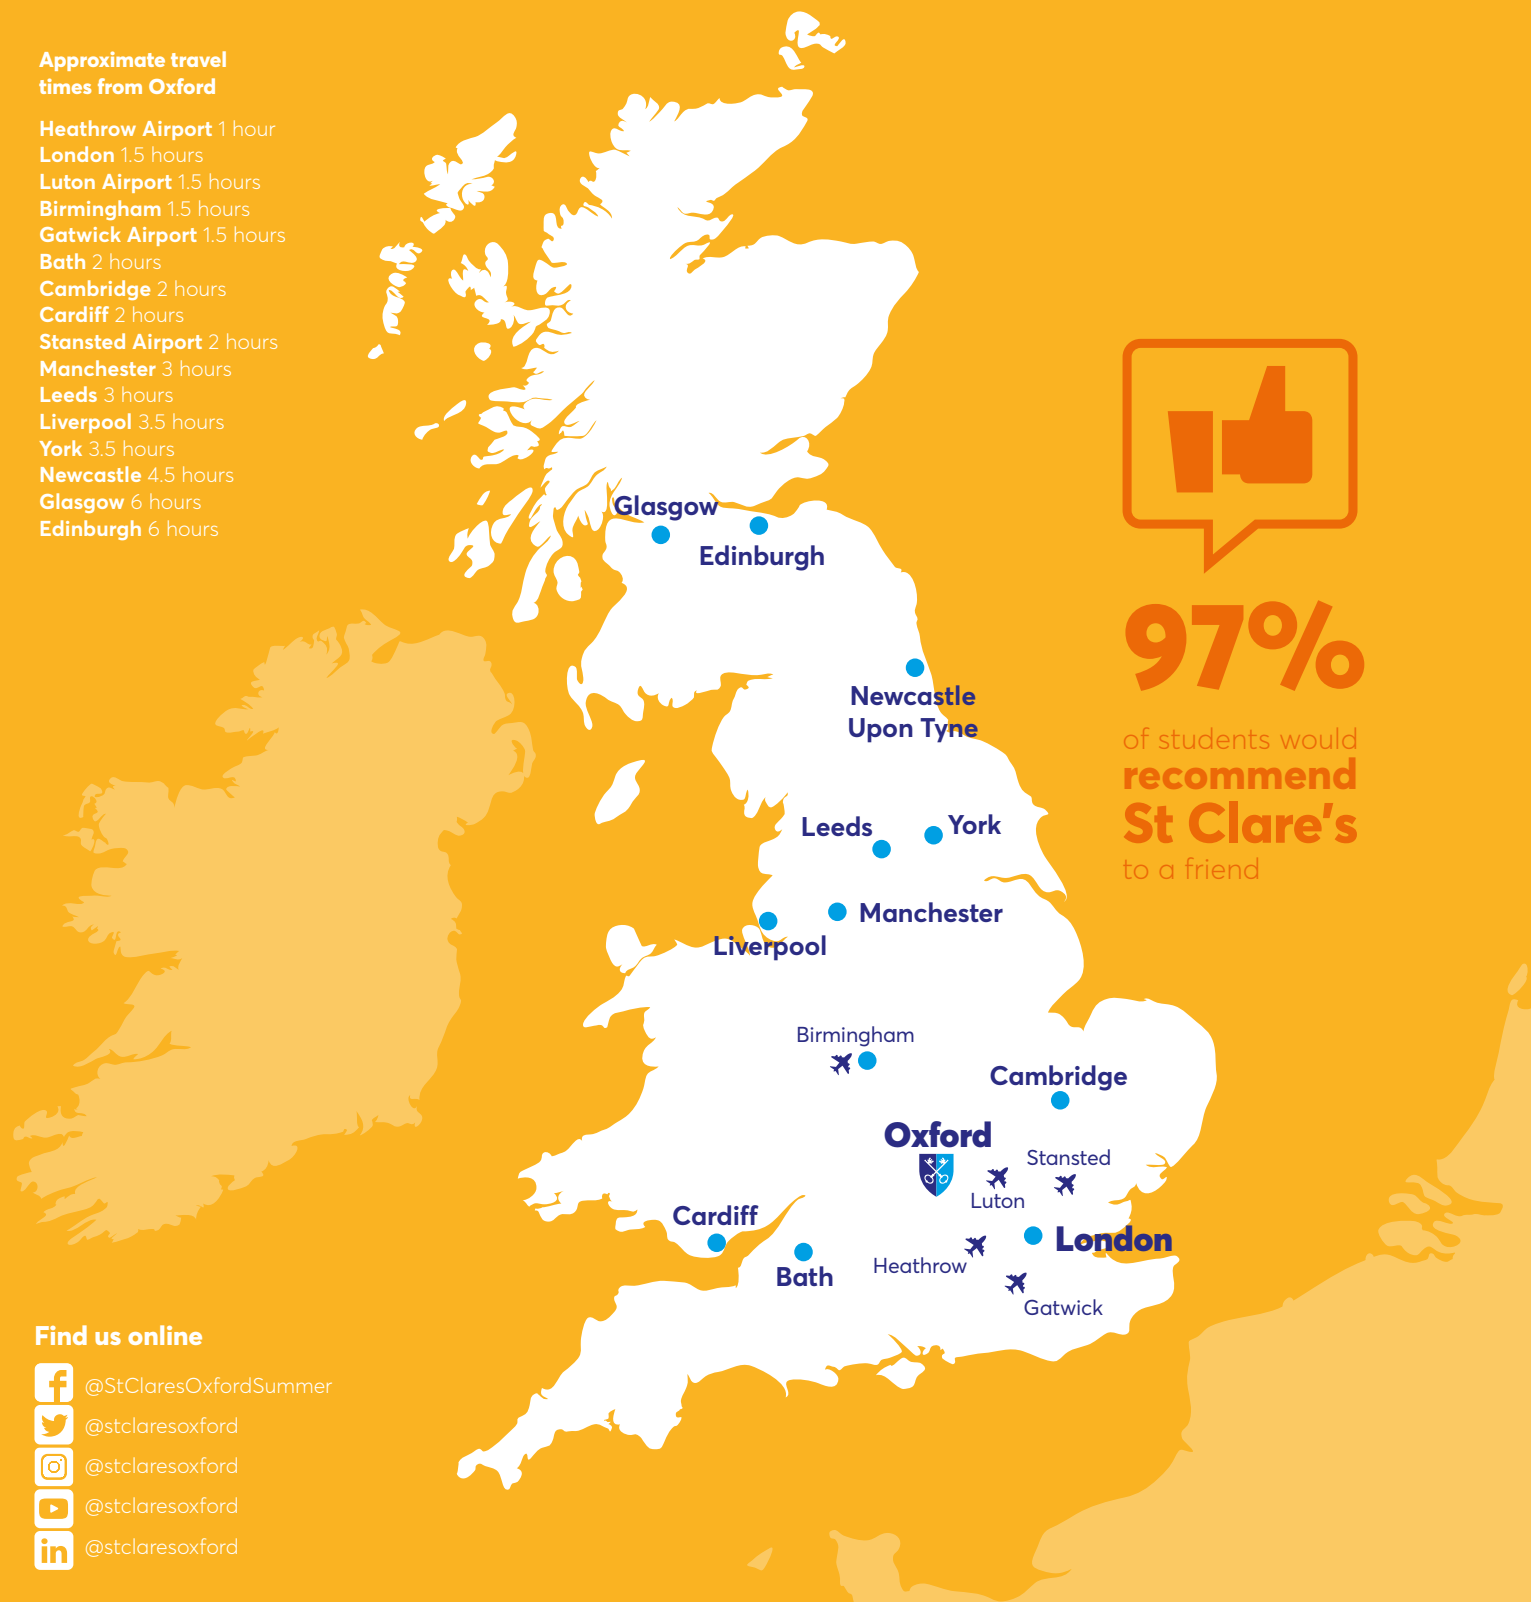 Approximate travel
times from Oxford
Heathrow Airport 1 hour
London 1.5 hours
Luton Airport 1.5 hours
Birmingham 1.5 hours
Gatwick Airport 1.5 hours
Bath 2 hours
Cambridge 2 hours
Cardiff 2 hours
Stansted Airport 2 hours
Manchester 3 hours
Leeds 3 hours
Liverpool 3.5 hours
York 3.5 hours
Newcastle 4.5 hours
Glasgow 6 hours
Edinburgh 6 hours
Glasgow
Edinburgh
Newcastle
Upon Tyne
Leeds
York
Manchester
Liverpool
Birmingham
Cambridge
Oxford
Stansted
Luton
Cardiff
London
Bath
Heathrow
Gatwick
97%
of students would
recommend
St Clare's
to a friend
Find us online
@StClaresOxfordSummer
@stclaresoxford
@stclaresoxford
@stclaresoxford
in @stclaresoxford